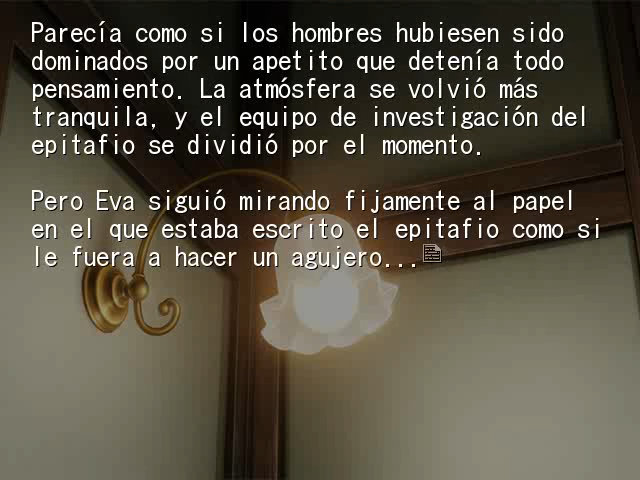 Parecía como si los hombres hubiesen sido
dominados por un apetito que detenía todo
pensamiento. La atmósfera se volvió más
tranquila, y el equipo de investigación del
epitafio se dividió por el momento.
Pero Eva siguió mirando fijamente al papel
en el que estaba escrito el epitafio como si
le fuera a hacer un agujero...